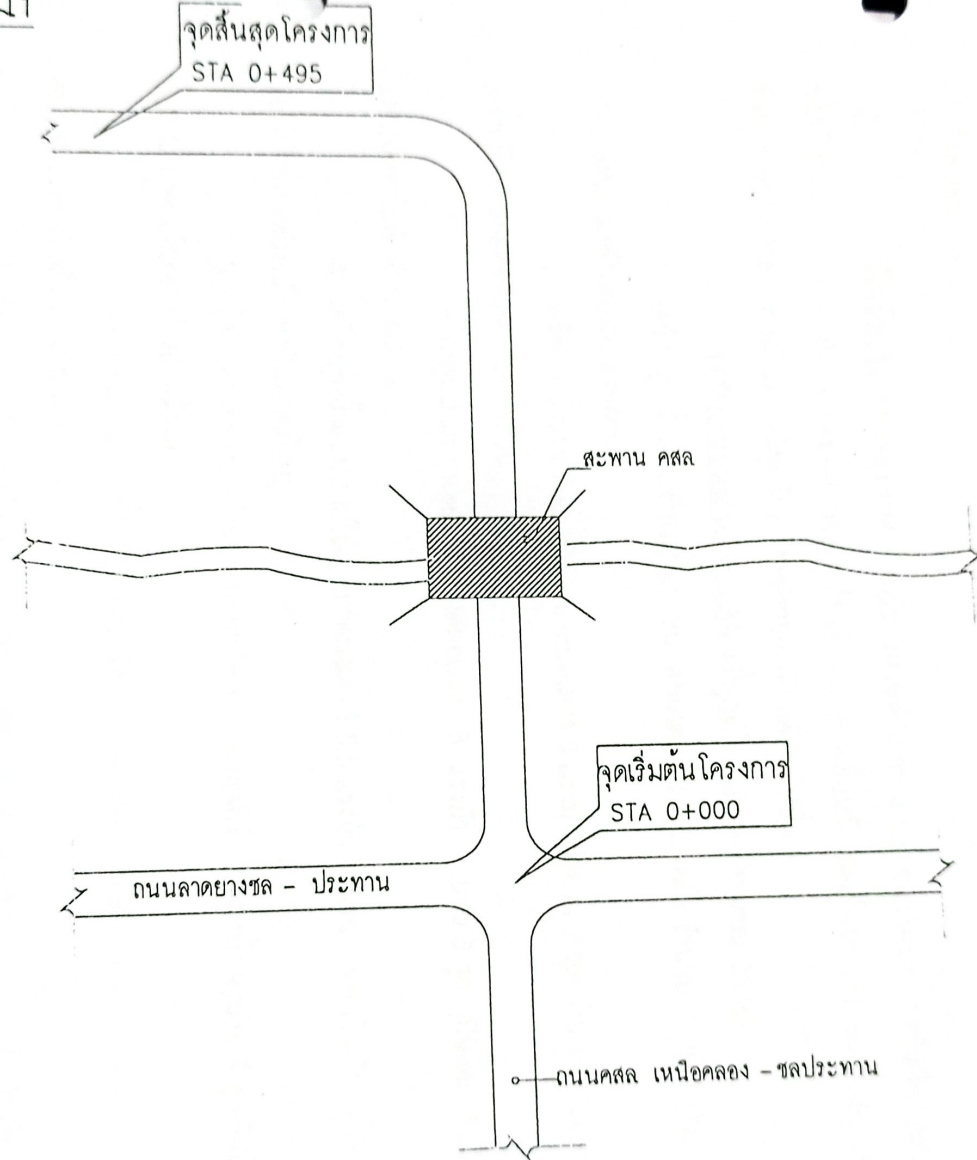 จุดสิ้นสุดโครงการ
STA 0+495
สะพาน คสล
จุดเริ่มต้นโครงการ
STA 0+000
ถนนลาดยางชล - ประทาน
ถนนคสล เหนือคลอง - ชลประทาน